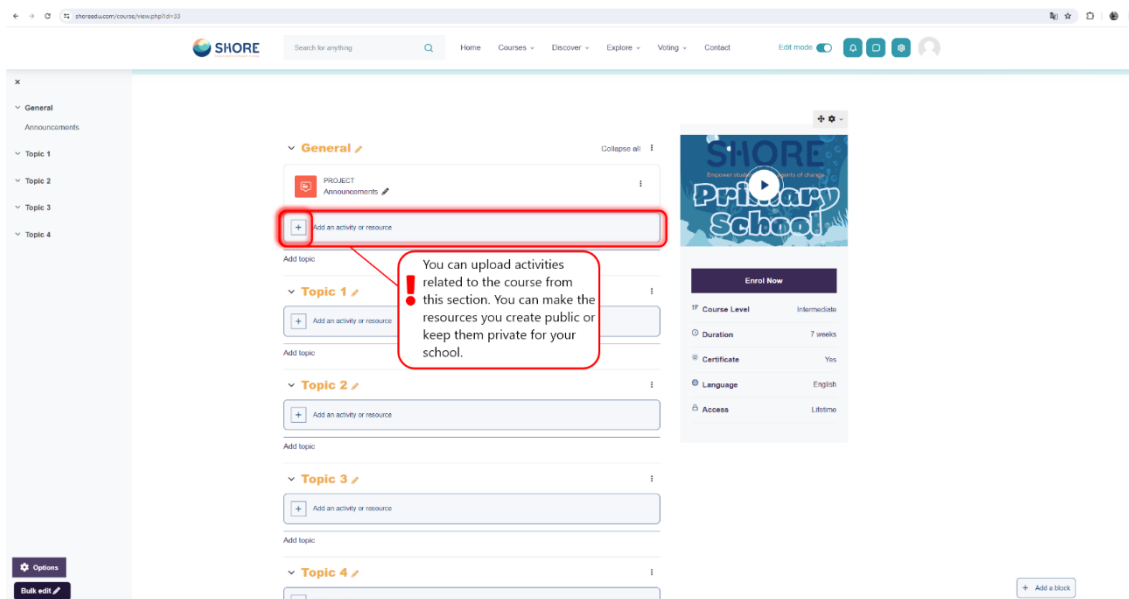 shoreedu.com/course/view.php?id=33
SHORE
Search for anything
Home
Courses
Discover
Explore
Voting
Contact
Edit mode
General
Announcements
Topic 1
Topic 2
Topic 3
Topic 4
Options
Bulk edit
General
Collapse all
PROJECT
Announcements
Add an activity or resource
Add topic
You can upload activities
related to the course from
this section. You can make the
resources you create public or
keep them private for your
school.
Topic 1
Add an activity or resource
Add topic
Topic 2
Add an activity or resource
Add topic
Topic 3
Add an activity or resource
Add topic
Topic 4
SHORE
Empower students agents of change
Primary
School
Enrol Now
Course Level
Intermediate
Duration
7 weeks
Certificate
Yes
Language
English
Access
Lifetime
+ Add a block